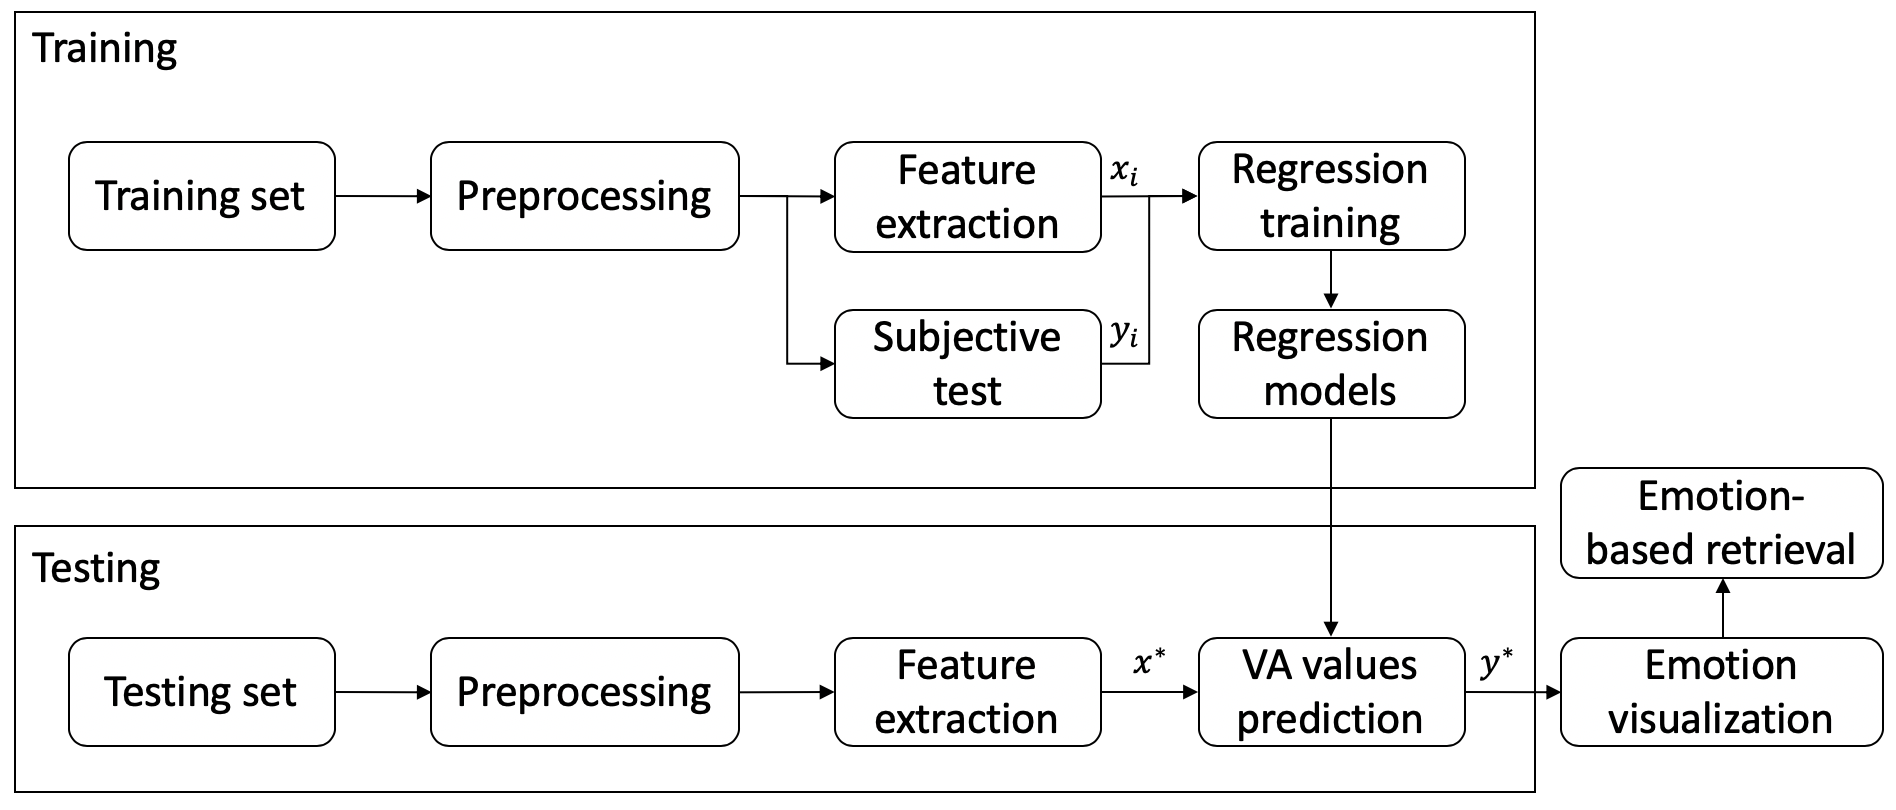 Training
Training set
Preprocessing
Feature
extraction
x_i
Regression
training
Subjective
test
y_i
Regression
models
Emotion-
based retrieval
Testing
Testing set
Preprocessing
Feature
extraction
x*
VA values
prediction
y*
Emotion
visualization